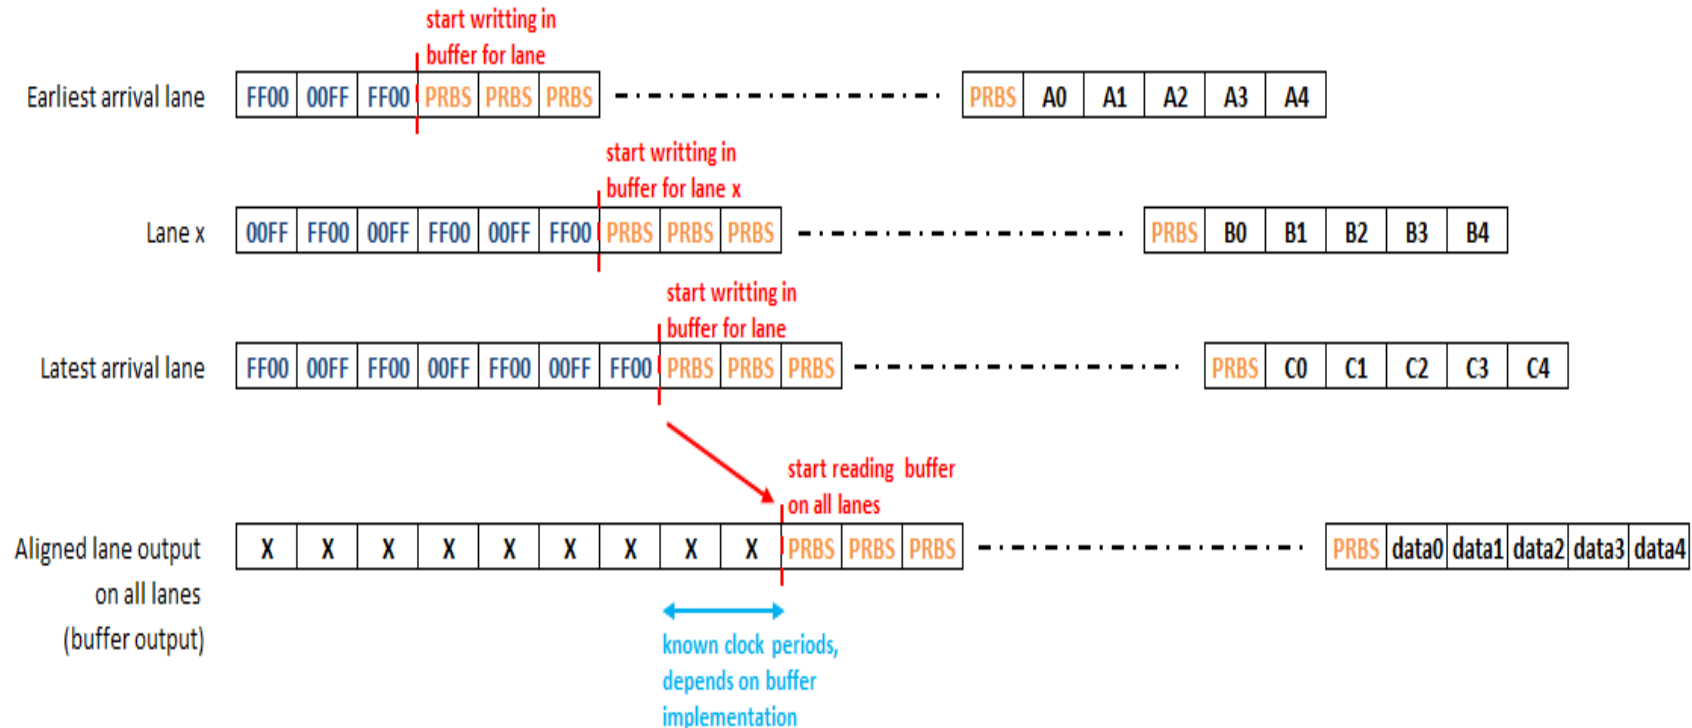 start writting in
buffer for lane
Earliest arrival lane FF00 00FF FF00 PRBS PRBS PRBS PRBS A0 A1 A2 A3 A4
start writting in
buffer for lane x
Lane x 00FF FF00 00FF FF00 00FF FF00 PRBS PRBS PRBS PRBS B0 B1 B2 B3 B4
start writting in
buffer for lane
Latest arrival lane FF00 00FF FF00 00FF FF00 00FF FF00 PRBS PRBS PRBS PRBS C0 C1 C2 C3 C4
start reading buffer
on all lanes
Aligned lane output X X X X X X X X X PRBS PRBS PRBS PRBS data0 data1 data2 data3 data4
on all lanes
(buffer output)
known clock periods,
depends on buffer
implementation